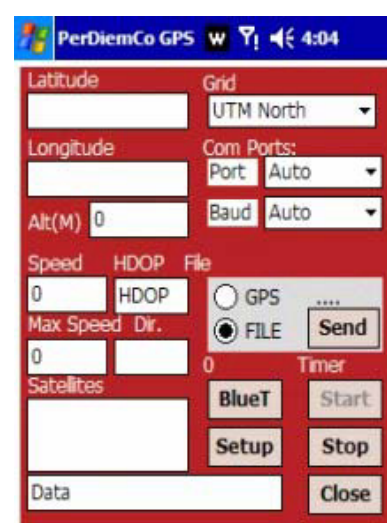 PerDiemCo GPS W 4:04
Latitude
Grid
UTM North
Longitude
Com Ports:
Port Auto
Alt(M) 0
Baud Auto
Speed HDOP File
0 HDOP
GPS ....
FILE Send
Max Speed Dir.
0
0 Timer
Satellites
BlueT Start
Setup Stop
Data Close